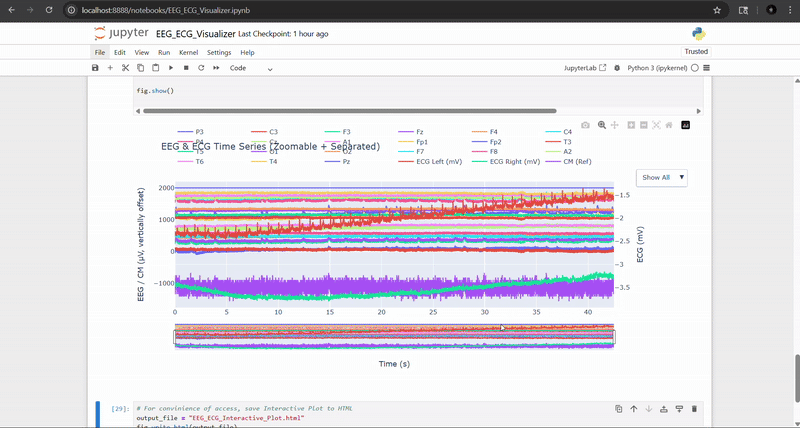 localhost:8888/notebooks/EEG_ECG_Visualizer.ipynb
jupyter EEG_ECG_Visualizer Last Checkpoint: 1 hour ago
File Edit View Run Kernel Settings Help Trusted
Code JupyterLab Python 3 (ipykernel)
fig.show()
P3 C3 F3 Fz F4 C4
P4 Cz A1 Fp1 Fp2 T3
EEG & ECG Time Series (Zoomable + Separated)
T5 O1 O2 F7 F8 A2
T6 T4 Pz ECG Left (mV) ECG Right (mV) CM (Ref)
Show All
2000
1000
0
−1000
EEG / CM (µV, vertically offset)
−1.5
−2
−2.5
−3
−3.5
ECG (mV)
0 5 10 15 20 25 30 35 40
Time (s)
[29]: # For convinience of access, save Interactive Plot to HTML
output_file = "EEG_ECG_Interactive_Plot.html"
fig.write_html(output_file)